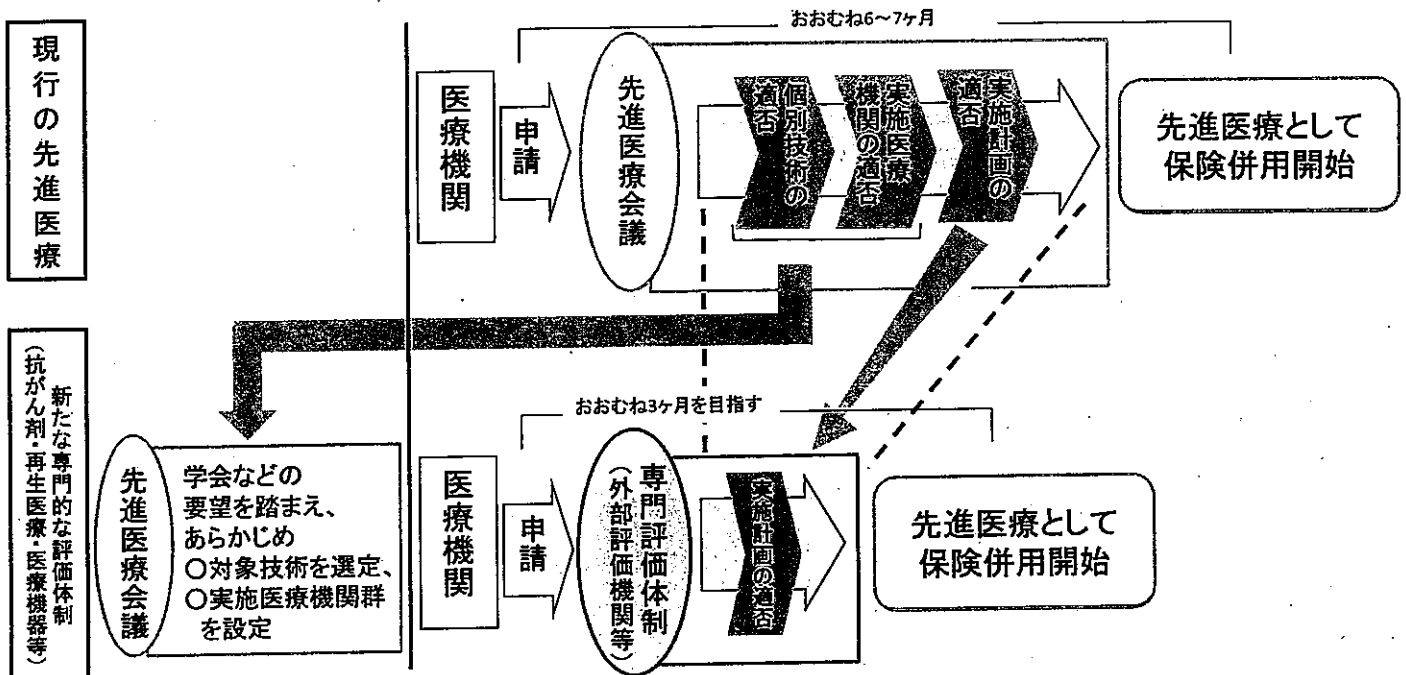 現行の先進医療
おおむね6〜7ヶ月
医療機関
申請
先進医療会議
個別技術の
適否
実施医療
機関の適否
実施計画の
適否
先進医療として
保険併用開始
新たな専門的な評価体制
（抗がん剤・再生医療・医療機器等）
先進医療会議
学会などの
要望を踏まえ、
あらかじめ
○対象技術を選定、
○実施医療機関群
を設定
おおむね3ヶ月を目指す
医療機関
申請
専門評価体制
（外部評価機関等）
実施計画の適否
先進医療として
保険併用開始